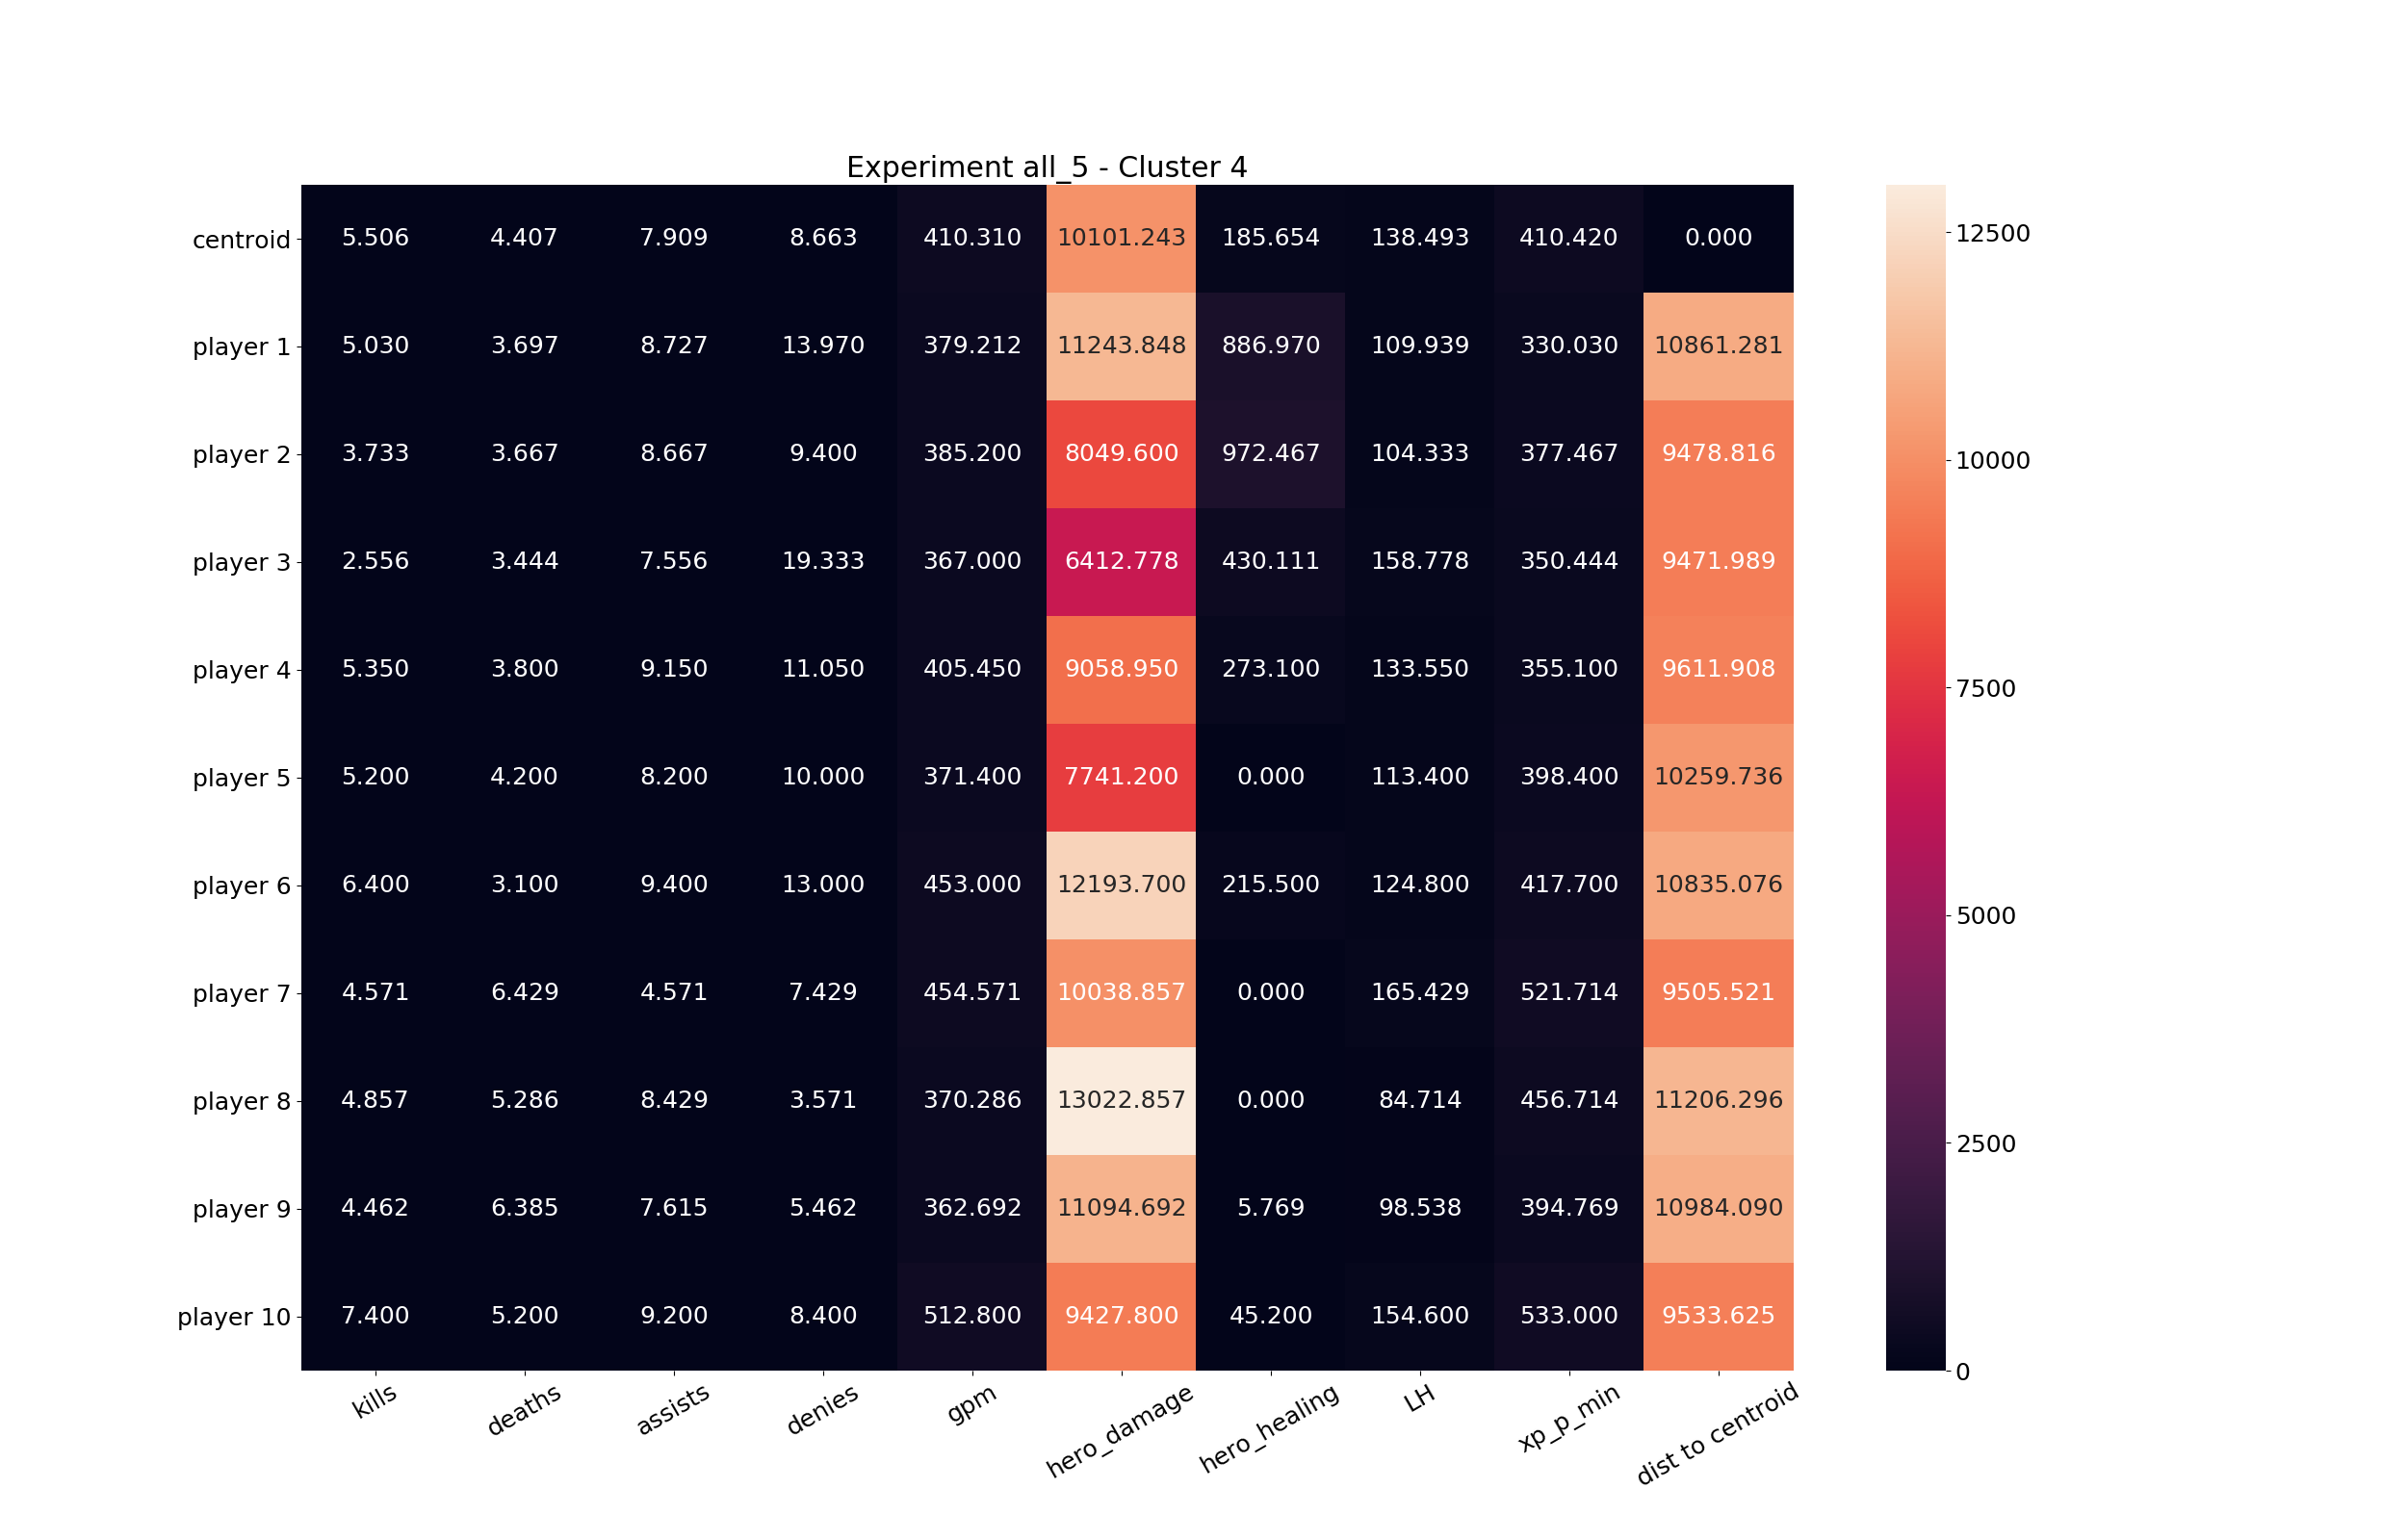 Experiment all_5 - Cluster 4
centroid 5.506 4.407 7.909 8.663 410.310 10101.243 185.654 138.493 410.420 0.000
player 1 5.030 3.697 8.727 13.970 379.212 11243.848 886.970 109.939 330.030 10861.281
player 2 3.733 3.667 8.667 9.400 385.200 8049.600 972.467 104.333 377.467 9478.816
player 3 2.556 3.444 7.556 19.333 367.000 6412.778 430.111 158.778 350.444 9471.989
player 4 5.350 3.800 9.150 11.050 405.450 9058.950 273.100 133.550 355.100 9611.908
player 5 5.200 4.200 8.200 10.000 371.400 7741.200 0.000 113.400 398.400 10259.736
player 6 6.400 3.100 9.400 13.000 453.000 12193.700 215.500 124.800 417.700 10835.076
player 7 4.571 6.429 4.571 7.429 454.571 10038.857 0.000 165.429 521.714 9505.521
player 8 4.857 5.286 8.429 3.571 370.286 13022.857 0.000 84.714 456.714 11206.296
player 9 4.462 6.385 7.615 5.462 362.692 11094.692 5.769 98.538 394.769 10984.090
player 10 7.400 5.200 9.200 8.400 512.800 9427.800 45.200 154.600 533.000 9533.625
kills deaths assists denies gpm hero_damage hero_healing LH xp_p_min dist to centroid
12500
10000
7500
5000
2500
0